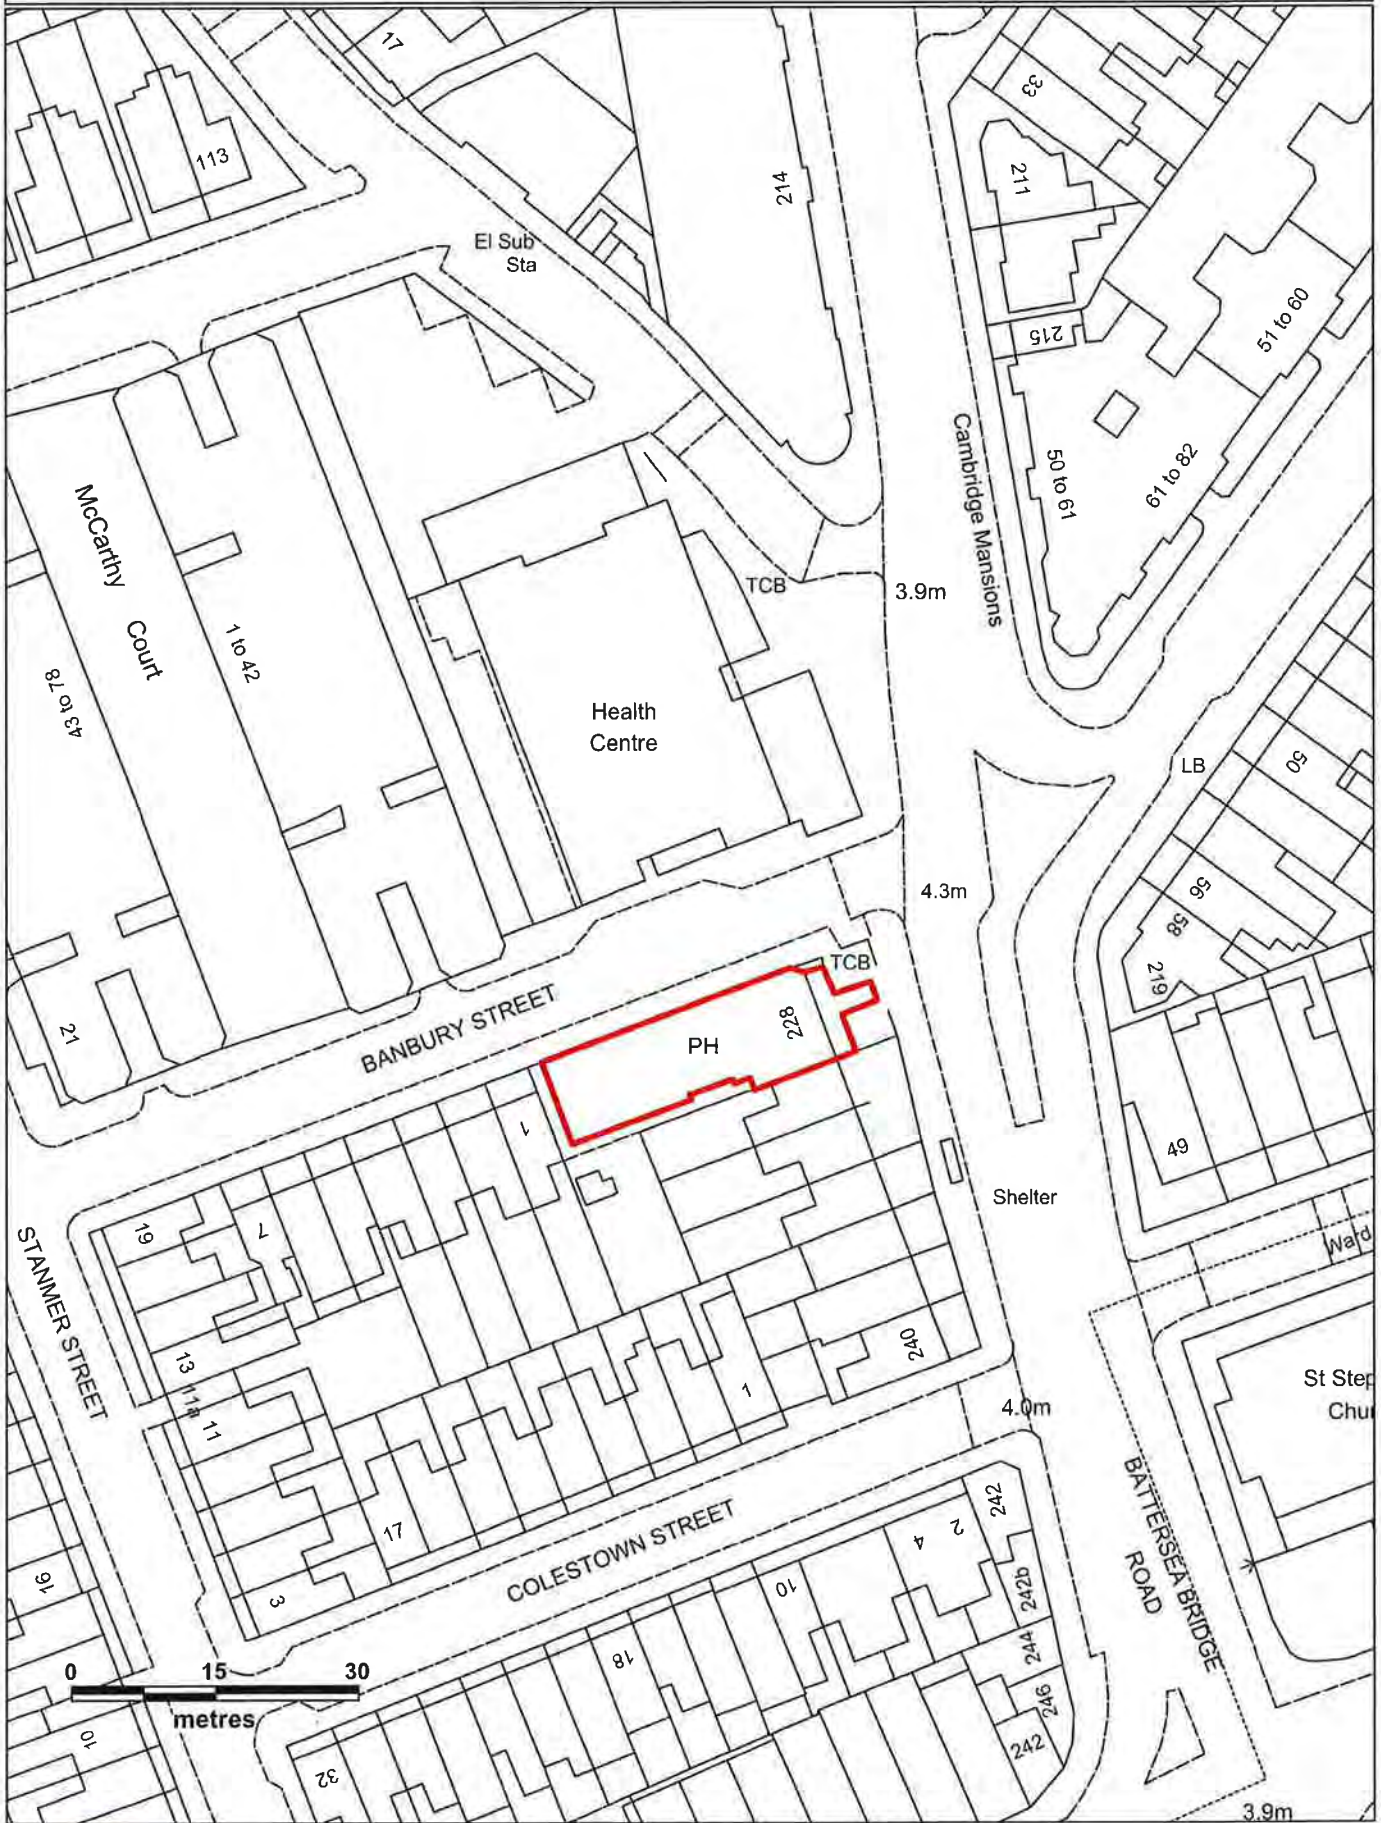 17
33
113
214
211
El Sub
Sta
215
51 to 60
Cambridge Mansions
50 to 61
61 to 82
McCarthy
Court
1 to 42
43 to 78
TCB
3.9m
Health
Centre
LB
50
56
58
219
4.3m
TCB
228
PH
BANBURY STREET
21
1
49
Shelter
19
7
Ward
STANMER STREET
13
11a
11
240
1
St Step
Chur
4.0m
17
3
COLESTOWN STREET
242
2
4
10
242b
BATTERSEA BRIDGE
ROAD
16
18
244
246
242
0 15 30
metres
10
32
3.9m